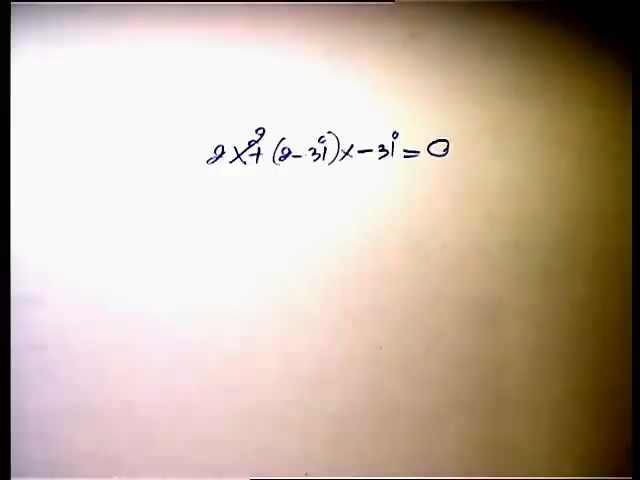 2x² + (2-3i)x - 3i = 0